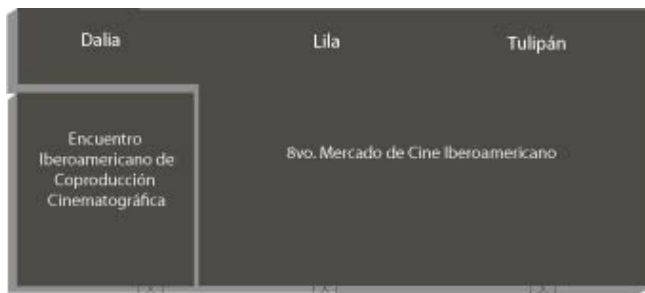 Dalia Lila Tulipán
Encuentro
Iberoamericano de
Coproducción
Cinematográfica
8vo. Mercado de Cine Iberoamericano